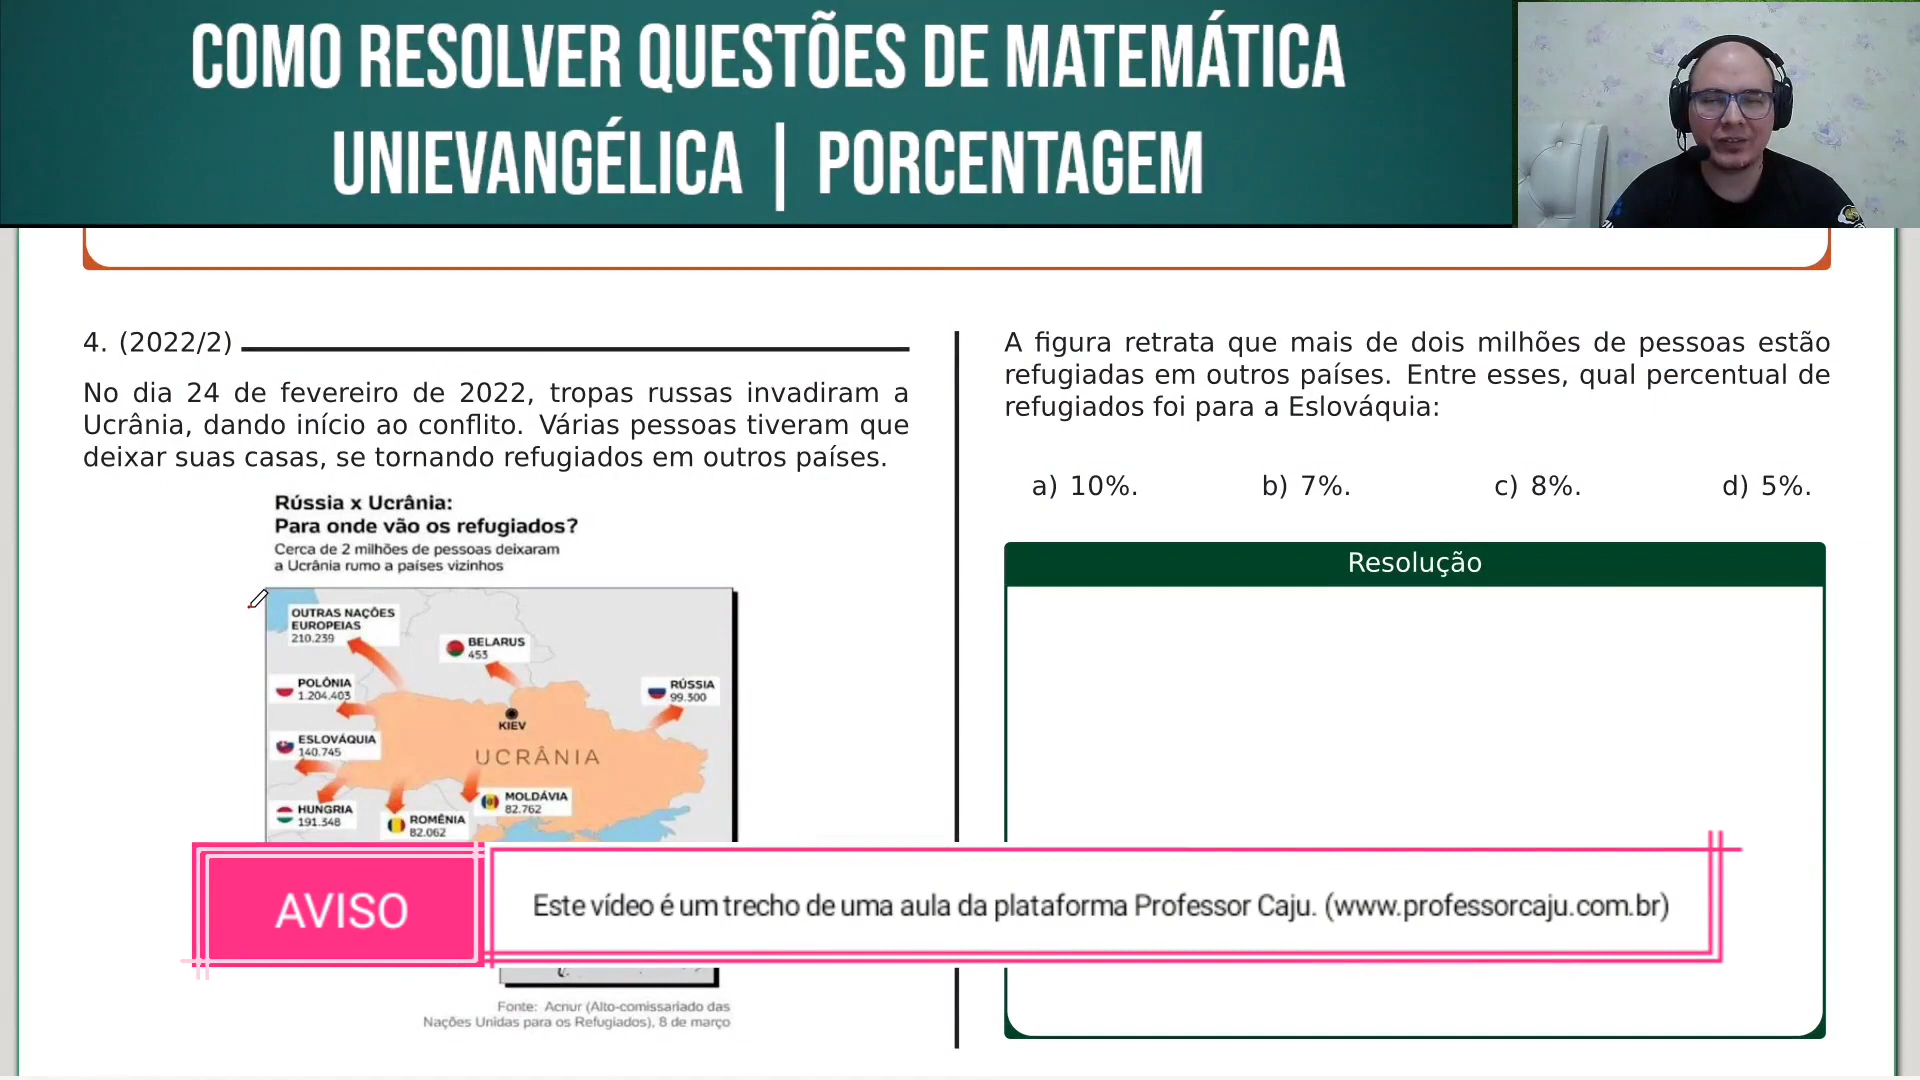 COMO RESOLVER QUESTÕES DE MATEMÁTICA
UNIEVANGÉLICA | PORCENTAGEM
4. (2022/2)
No dia 24 de fevereiro de 2022, tropas russas invadiram a
Ucrânia, dando início ao conflito. Várias pessoas tiveram que
deixar suas casas, se tornando refugiados em outros países.
Rússia x Ucrânia:
Para onde vão os refugiados?
Cerca de 2 milhões de pessoas deixaram
a Ucrânia rumo a países vizinhos
OUTRAS NAÇÕES
EUROPEIAS
210.239
BELARUS
453
POLÔNIA
1.204.403
RÚSSIA
99.300
KIEV
ESLOVÁQUIA
140.745
UCRÂNIA
HUNGRIA
191.348
MOLDÁVIA
82.762
ROMÊNIA
82.062
Fonte: Acnur (Alto-comissariado das
Nações Unidas para os Refugiados), 8 de março
A figura retrata que mais de dois milhões de pessoas estão
refugiadas em outros países. Entre esses, qual percentual de
refugiados foi para a Eslováquia:
a) 10%. b) 7%. c) 8%. d) 5%.
Resolução
AVISO
Este vídeo é um trecho de uma aula da plataforma Professor Caju. (www.professorcaju.com.br)